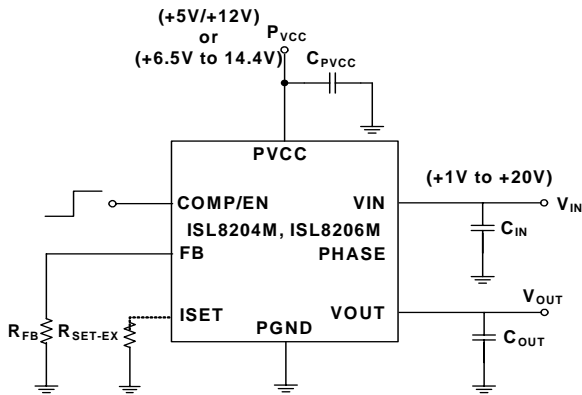 (+5V/+12V)
or
(+6.5V to 14.4V)
PVCC
CPVCC
PVCC
COMP/EN
VIN
(+1V to +20V)
VIN
CIN
ISL8204M, ISL8206M
FB
PHASE
RFB
RSET-EX
ISET
PGND
VOUT
VOUT
COUT